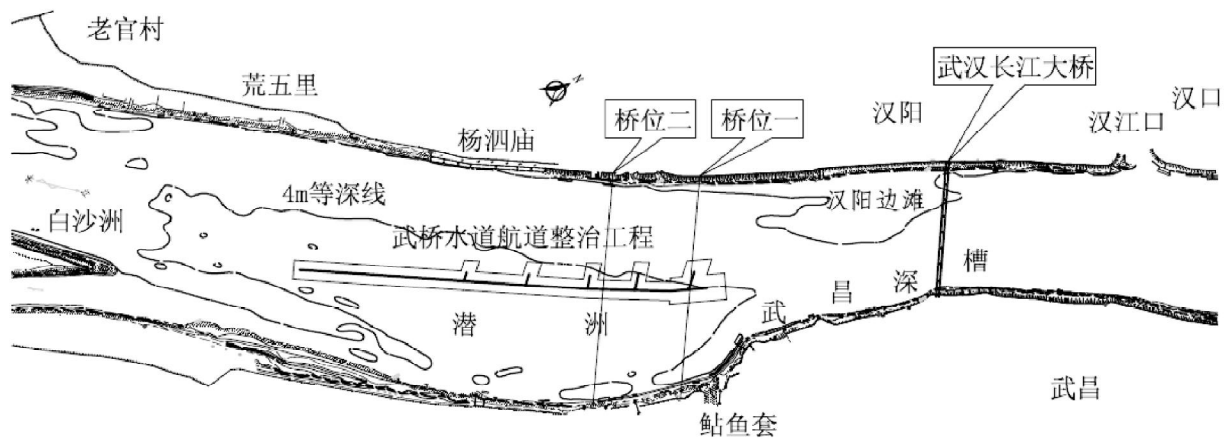 老官村
荒五里
杨泗庙
桥位二
桥位一
汉阳
武汉长江大桥
汉江口
汉口
N
4m等深线
汉阳边滩
白沙洲
武桥水道航道整治工程
潜洲
武昌深槽
武昌
鲇鱼套